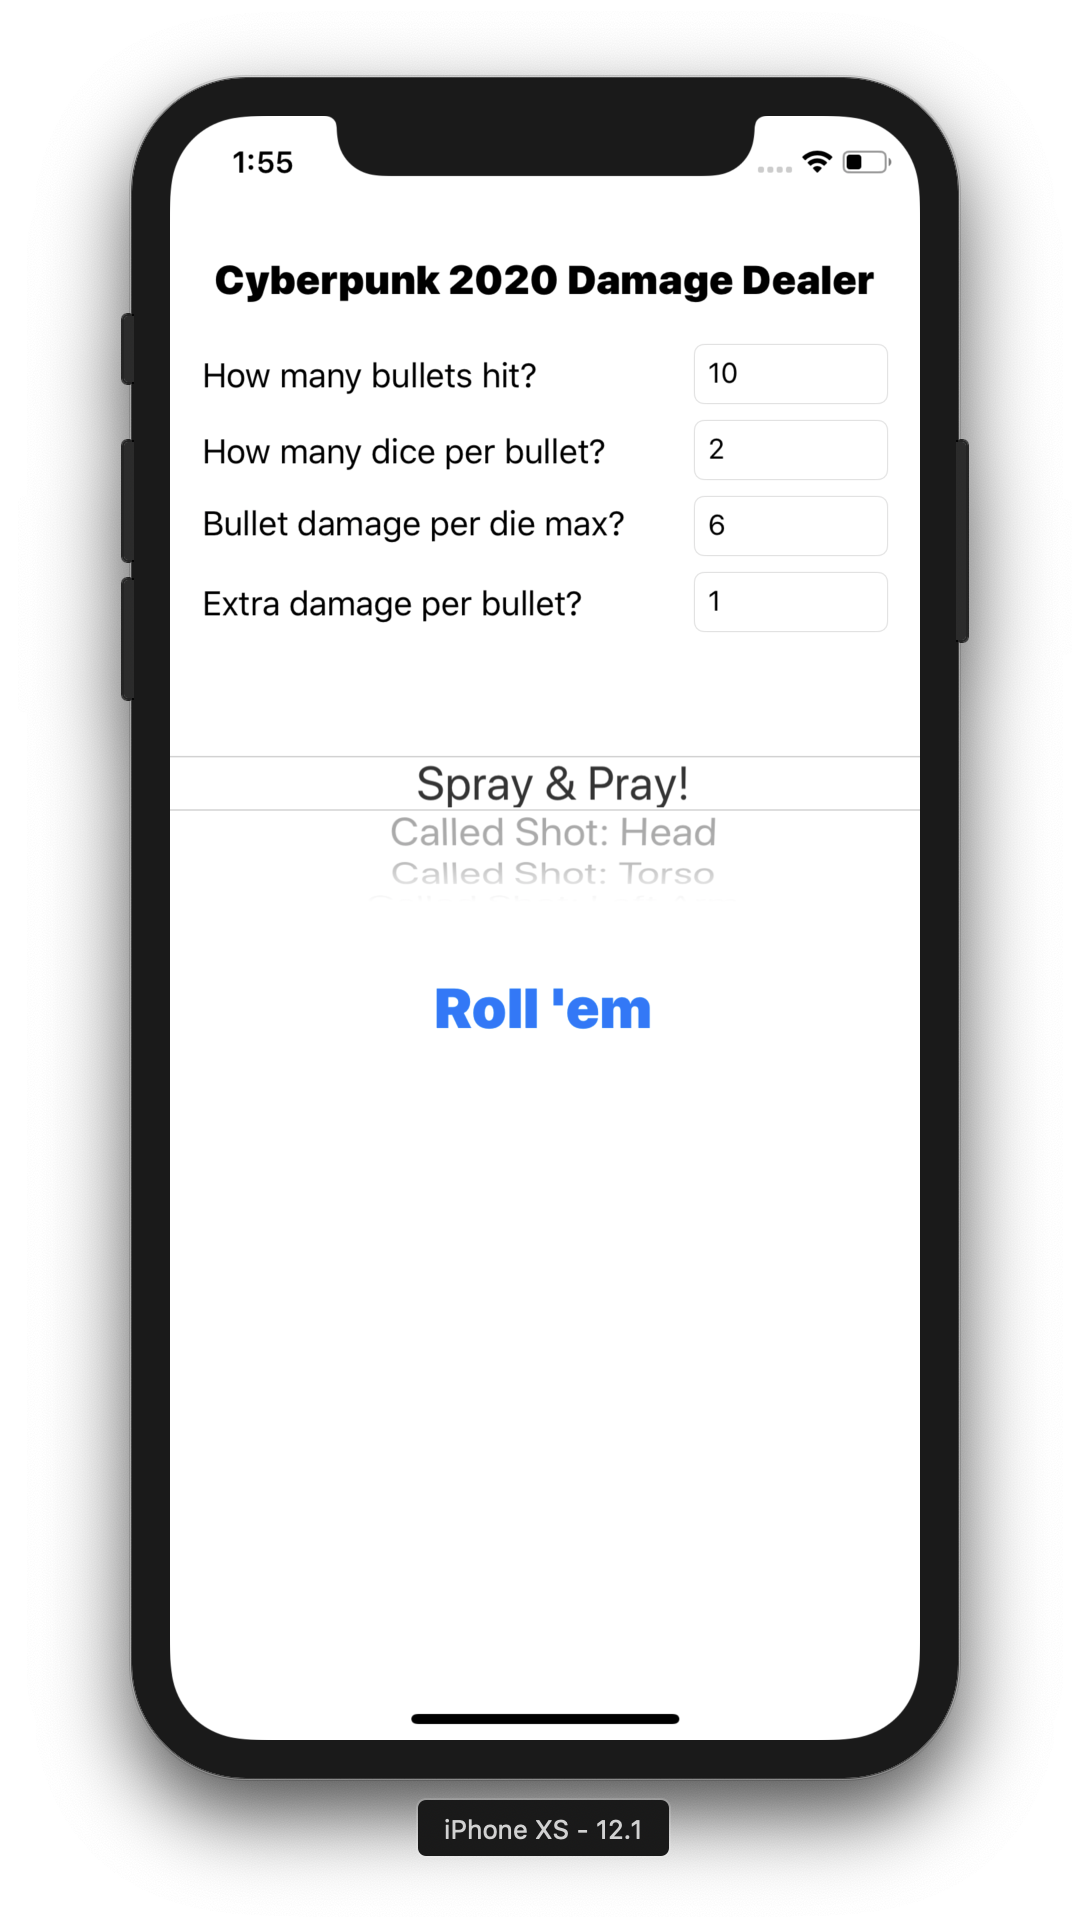 1:55
Cyberpunk 2020 Damage Dealer
How many bullets hit? 10
How many dice per bullet? 2
Bullet damage per die max? 6
Extra damage per bullet? 1
Spray & Pray!
Called Shot: Head
Called Shot: Torso
Roll 'em
iPhone XS - 12.1